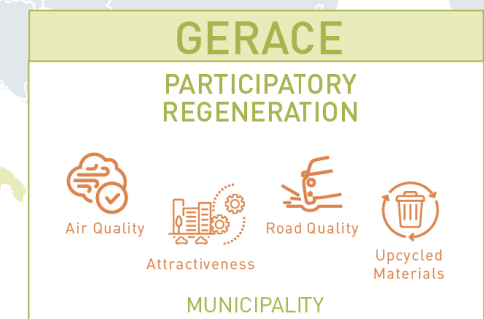 GERACE
PARTICIPATORY
REGENERATION
Air Quality
Attractiveness
Road Quality
Upcycled
Materials
MUNICIPALITY